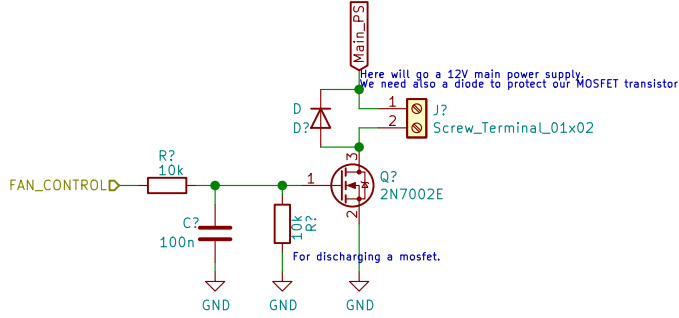 Main_PS
Here will go a 12V main power supply.
We need also a diode to protect our MOSFET transistor
D
D?
1
2
J?
Screw_Terminal_01x02
R?
10k
FAN_CONTROL
1
3
Q?
2N7002E
2
C?
100n
10k
R?
For discharging a mosfet.
GND
GND
GND